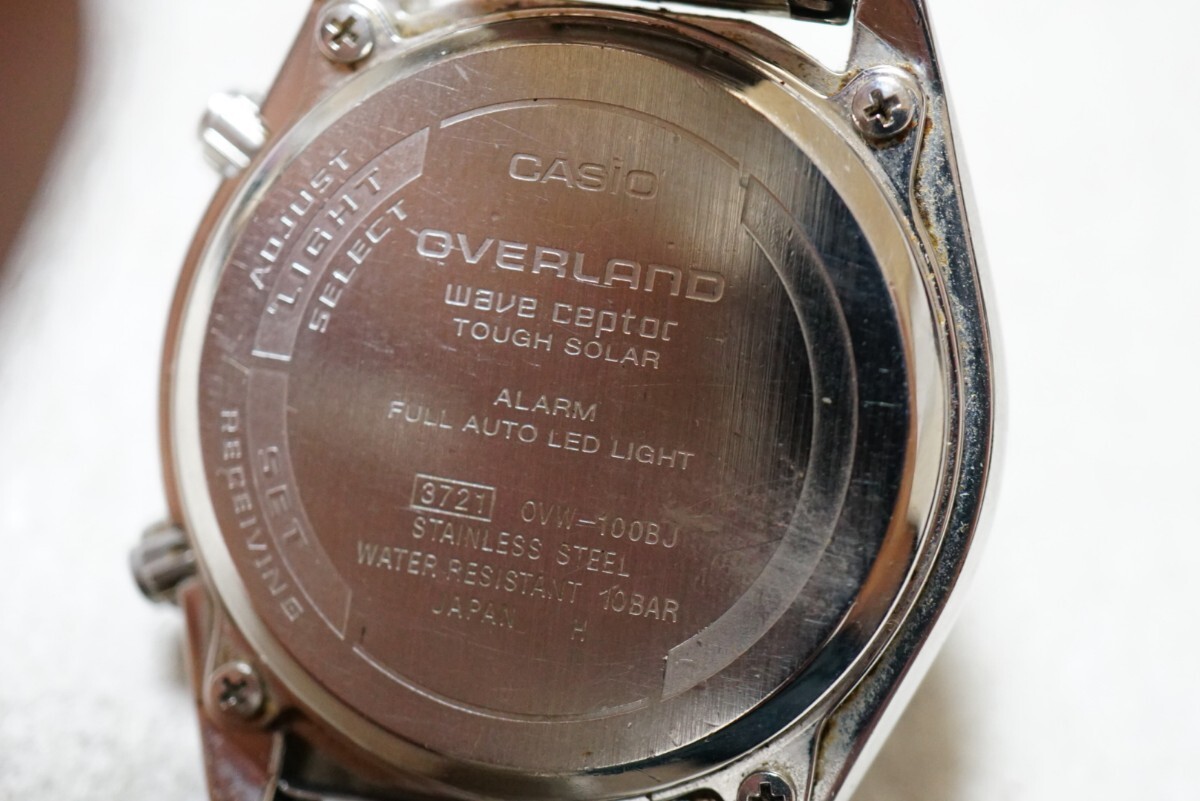 CASIO
OVERLAND
wave ceptor
TOUGH SOLAR
ALARM
FULL AUTO LED LIGHT
3721 OVW-100BJ
STAINLESS STEEL
WATER RESISTANT 10BAR
JAPAN H
ADJUST
LIGHT
SELECT
SET
RECEIVING